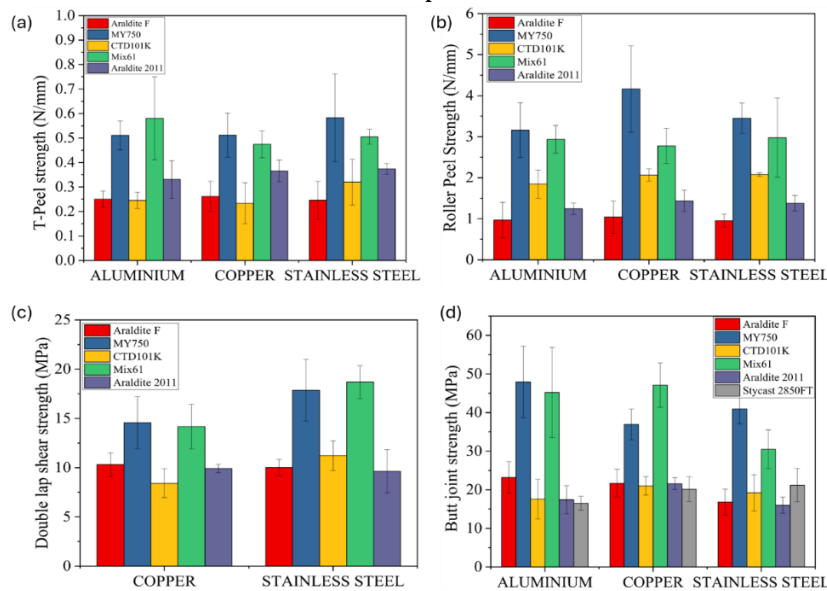 (a)
Araldite F
MY750
CTD101K
Mix61
Araldite 2011
T-Peel strength (N/mm)
1.0
0.9
0.8
0.7
0.6
0.5
0.4
0.3
0.2
0.1
0.0
ALUMINIUM COPPER STAINLESS STEEL
(b)
Araldite F
MY750
CTD101K
Mix61
Araldite 2011
Roller Peel Strength (N/mm)
6
5
4
3
2
1
0
ALUMINIUM COPPER STAINLESS STEEL
(c)
Araldite F
MY750
CTD101K
Mix61
Araldite 2011
Double lap shear strength (MPa)
25
20
15
10
5
0
COPPER STAINLESS STEEL
(d)
Araldite F
MY750
CTD101K
Mix61
Araldite 2011
Stycast 2850FT
Butt joint strength (MPa)
70
60
50
40
30
20
10
0
ALUMINIUM COPPER STAINLESS STEEL